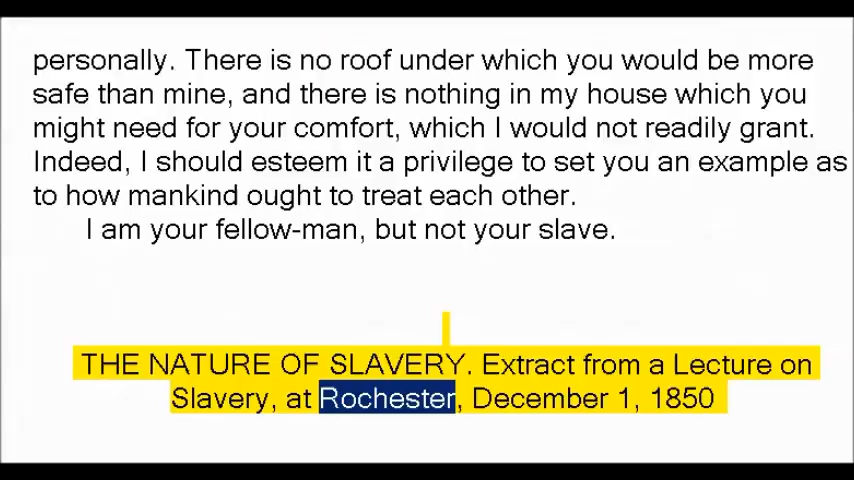 personally. There is no roof under which you would be more
safe than mine, and there is nothing in my house which you
might need for your comfort, which I would not readily grant.
Indeed, I should esteem it a privilege to set you an example as
to how mankind ought to treat each other.
I am your fellow-man, but not your slave.
THE NATURE OF SLAVERY. Extract from a Lecture on
Slavery, at Rochester, December 1, 1850